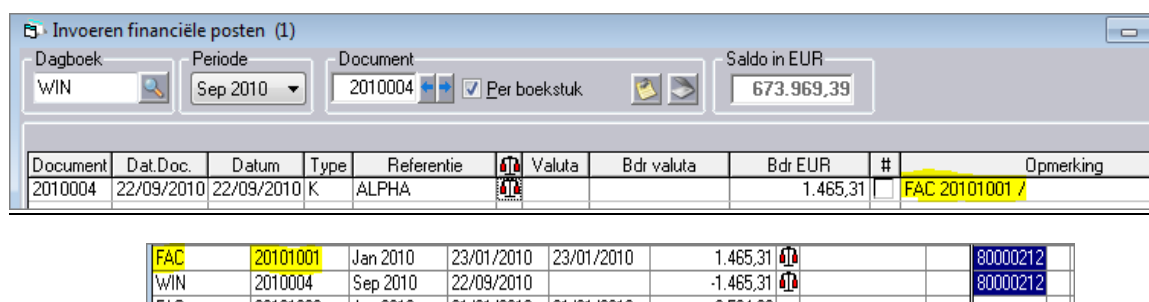 Invoeren financiële posten (1)
Dagboek Periode Document Saldo in EUR
WIN Sep 2010 2010004 Per boekstuk 673.969,39
Document Dat.Doc. Datum Type Referentie Valuta Bdr valuta Bdr EUR # Opmerking
2010004 22/09/2010 22/09/2010 K ALPHA 1.465,31 FAC 20101001 /
FAC 20101001 Jan 2010 23/01/2010 23/01/2010 1.465,31 80000212
WIN 2010004 Sep 2010 22/09/2010 -1.465,31 80000212